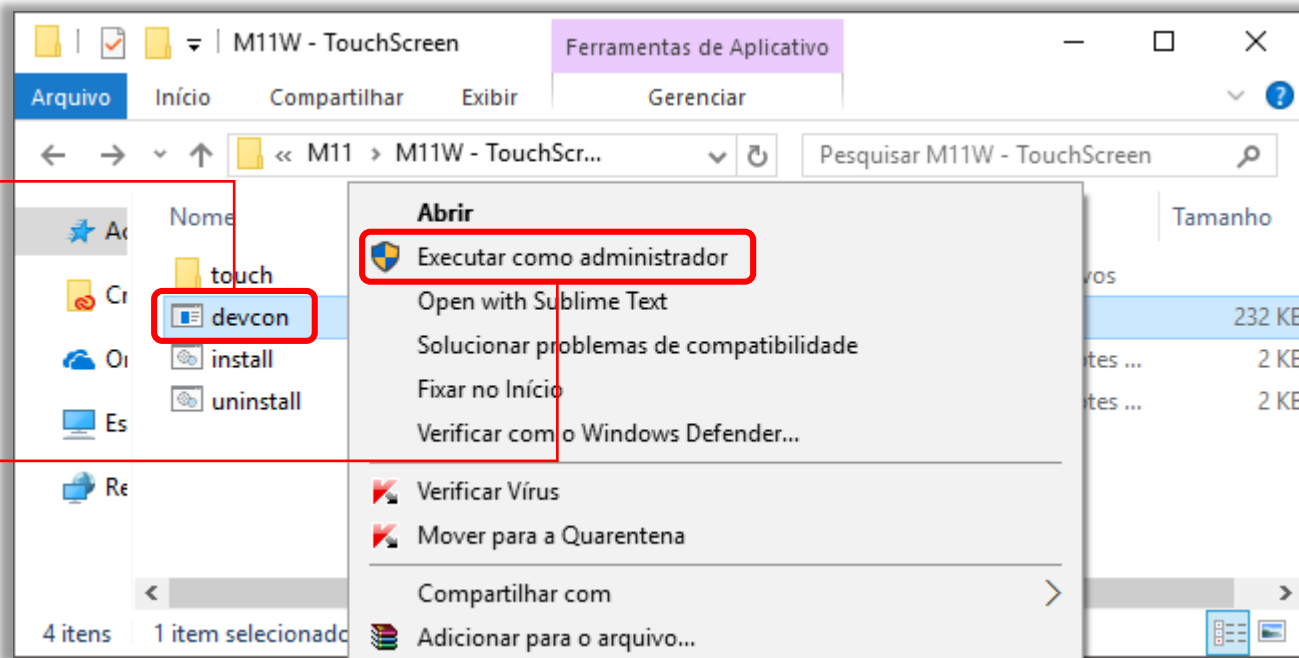 M11W - TouchScreen
Ferramentas de Aplicativo
Arquivo Início Compartilhar Exibir Gerenciar
« M11 > M11W - TouchScr...
Pesquisar M11W - TouchScreen
Nome
Tamanho
touch
devcon
232 KE
install
2 KE
uninstall
2 KE
Abrir
Executar como administrador
Open with Sublime Text
Solucionar problemas de compatibilidade
Fixar no Início
Verificar com o Windows Defender...
Verificar Vírus
Mover para a Quarentena
Compartilhar com
Adicionar para o arquivo...
4 itens 1 item selecionado